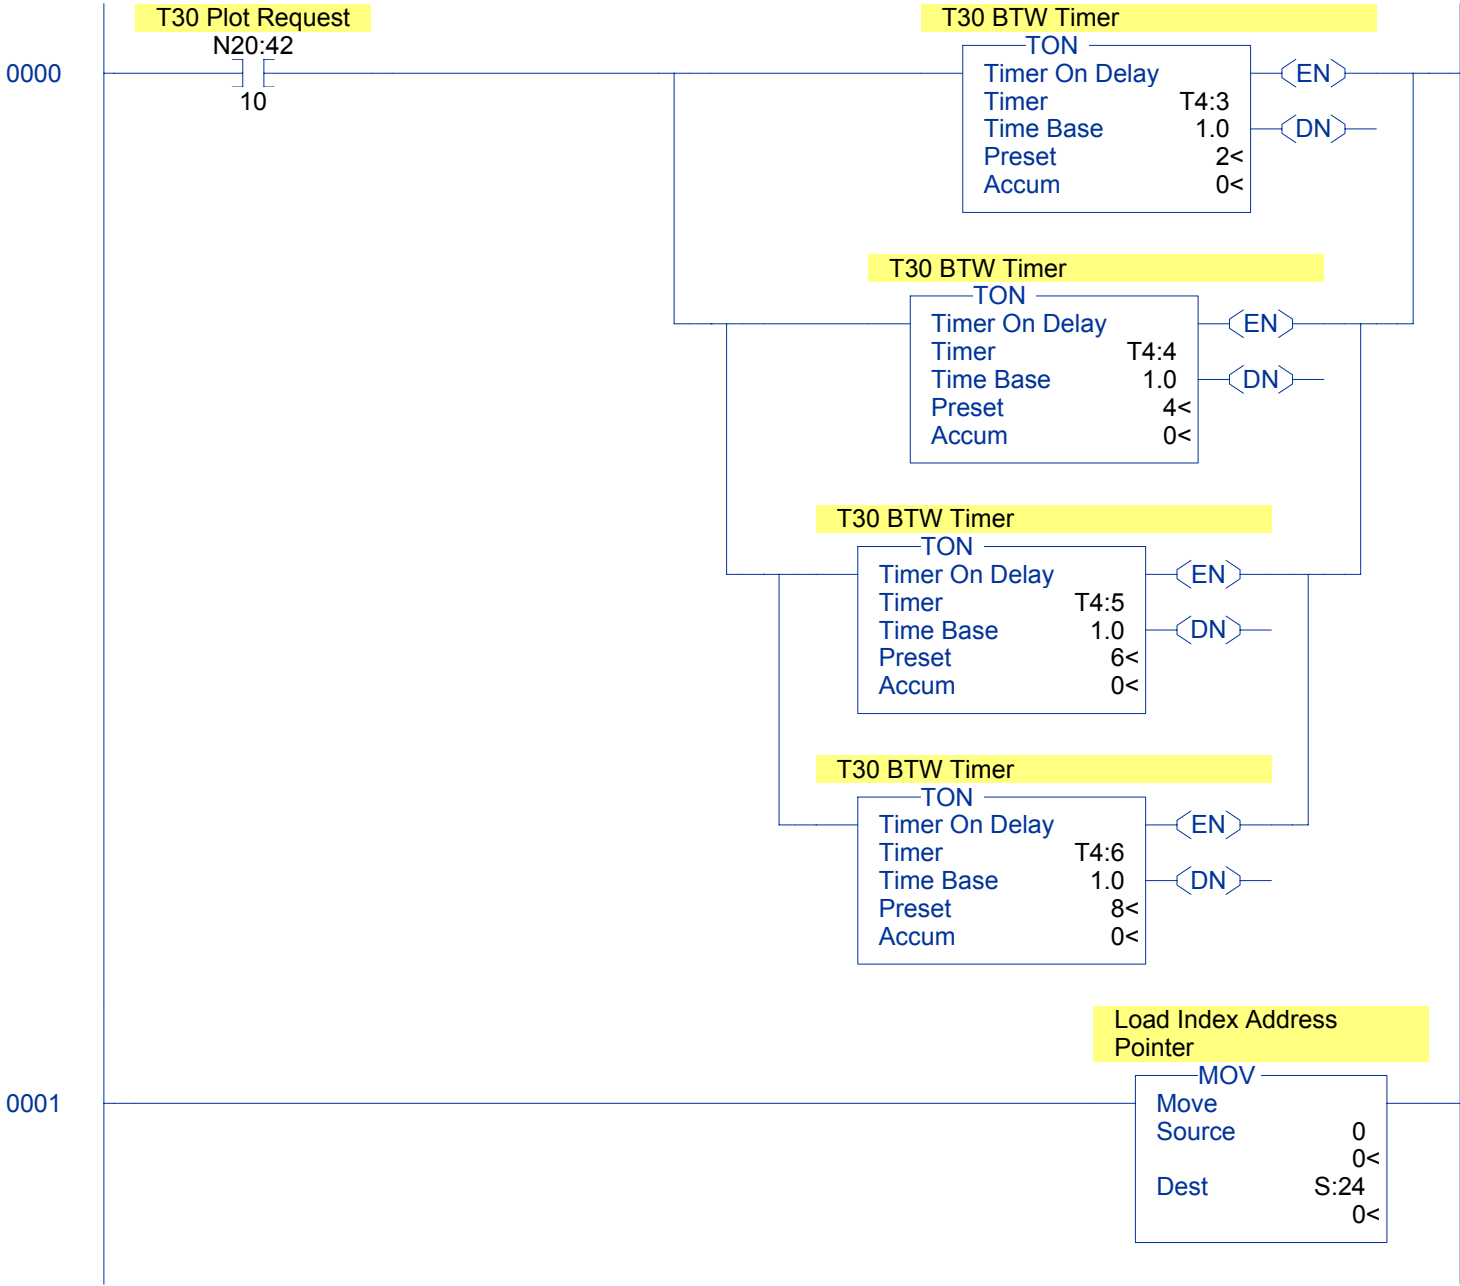 T30 Plot Request
N20:42
0000
10
T30 BTW Timer
TON
Timer On Delay
Timer T4:3
Time Base 1.0
Preset 2<
Accum 0<
EN
DN
T30 BTW Timer
TON
Timer On Delay
Timer T4:4
Time Base 1.0
Preset 4<
Accum 0<
EN
DN
T30 BTW Timer
TON
Timer On Delay
Timer T4:5
Time Base 1.0
Preset 6<
Accum 0<
EN
DN
T30 BTW Timer
TON
Timer On Delay
Timer T4:6
Time Base 1.0
Preset 8<
Accum 0<
EN
DN
0001
Load Index Address
Pointer
MOV
Move
Source 0
0<
Dest S:24
0<